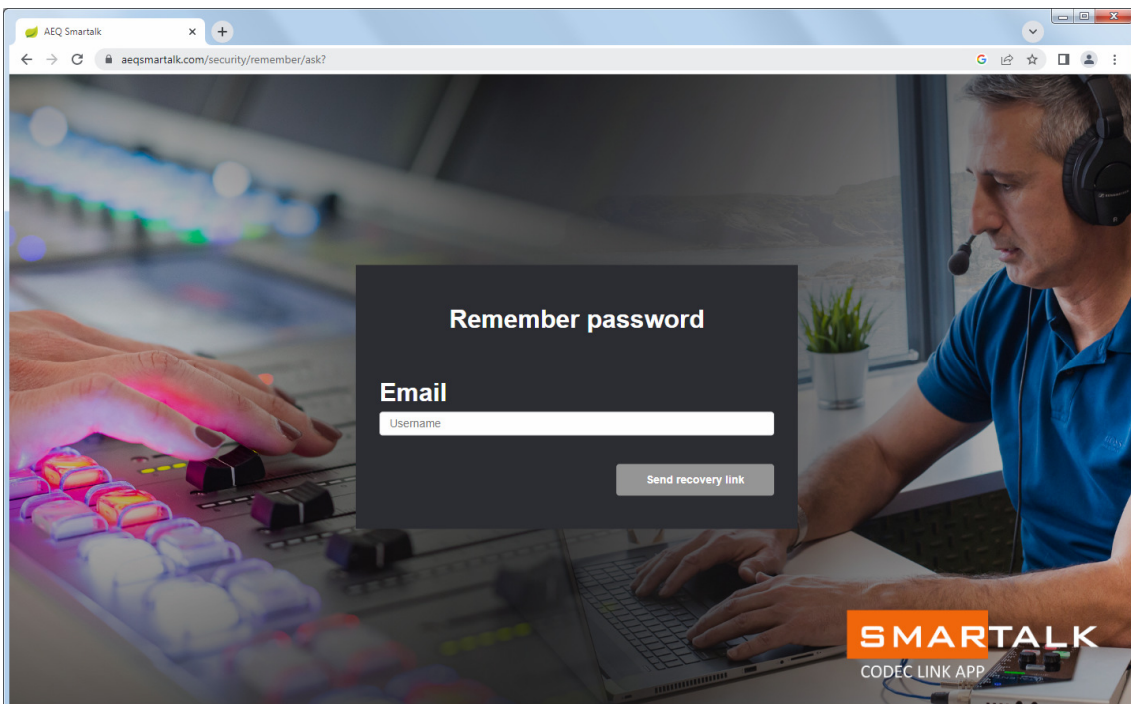 AEQ Smartalk
aeqsmartalk.com/security/remember/ask?
Remember password
Email
Username
Send recovery link
SMARTALK
CODEC LINK APP